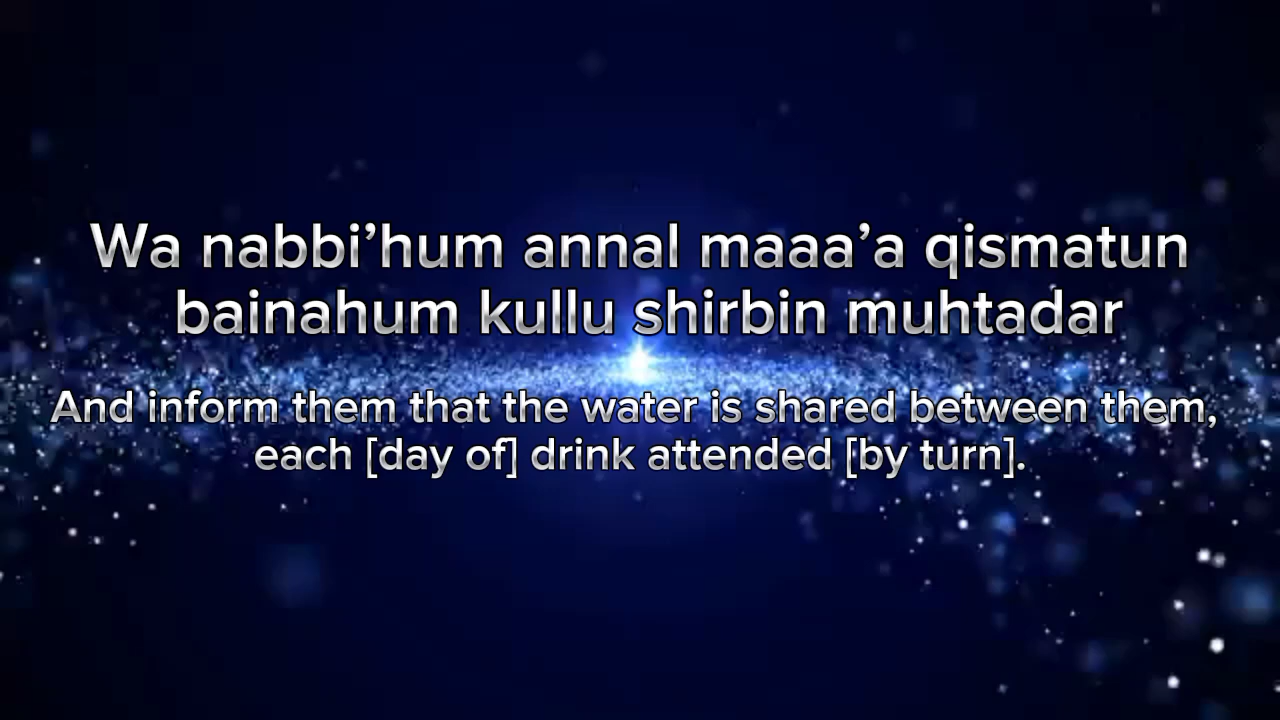 Wa nabbi’hum annal maaa’a qismatun
bainahum kullu shirbin muhtadar
And inform them that the water is shared between them,
each [day of] drink attended [by turn].